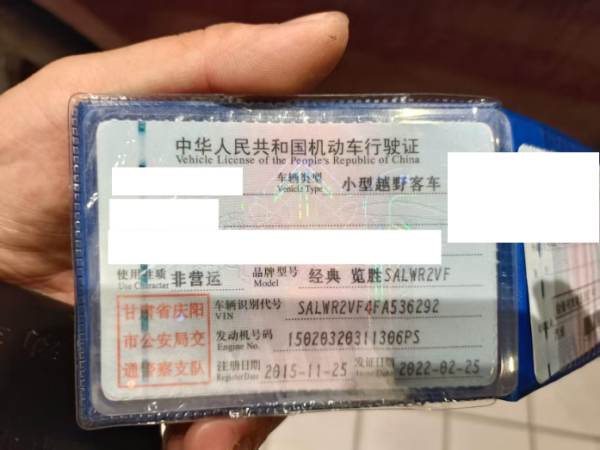 中华人民共和国机动车行驶证
Vehicle License of the People's Republic of China
车辆类型 小型越野客车
Vehicle Type
使用性质 非营运 品牌型号 经典 览胜SALWR2VF
Use Character Model
甘肃省庆阳
市公安局交
通警察支队
车辆识别代号 SALWR2VF4FA536292
VIN
发动机号码 15020320311306PS
Engine No.
注册日期 2015-11-25 发证日期 2022-02-25
Register Date Issue Date